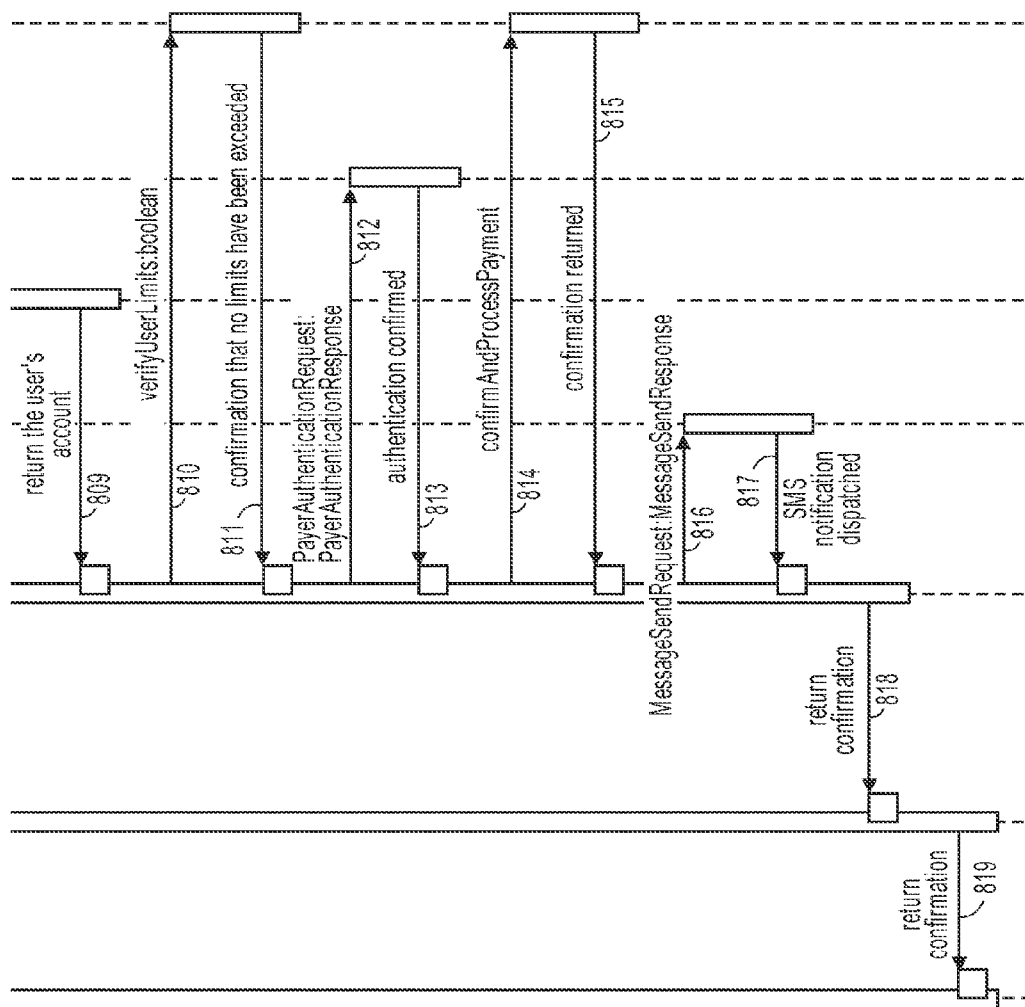 return the user's
account
809
verifyUserLimits:boolean
810
confirmation that no limits have been exceeded
811
PayerAuthenticationRequest:
PayerAuthenticationResponse
812
authentication confirmed
813
confirmAndProcessPayment
814
confirmation returned
815
MessageSendRequest:MessageSendResponse
816
817
SMS
notification
dispatched
return
confirmation
818
return
confirmation
819